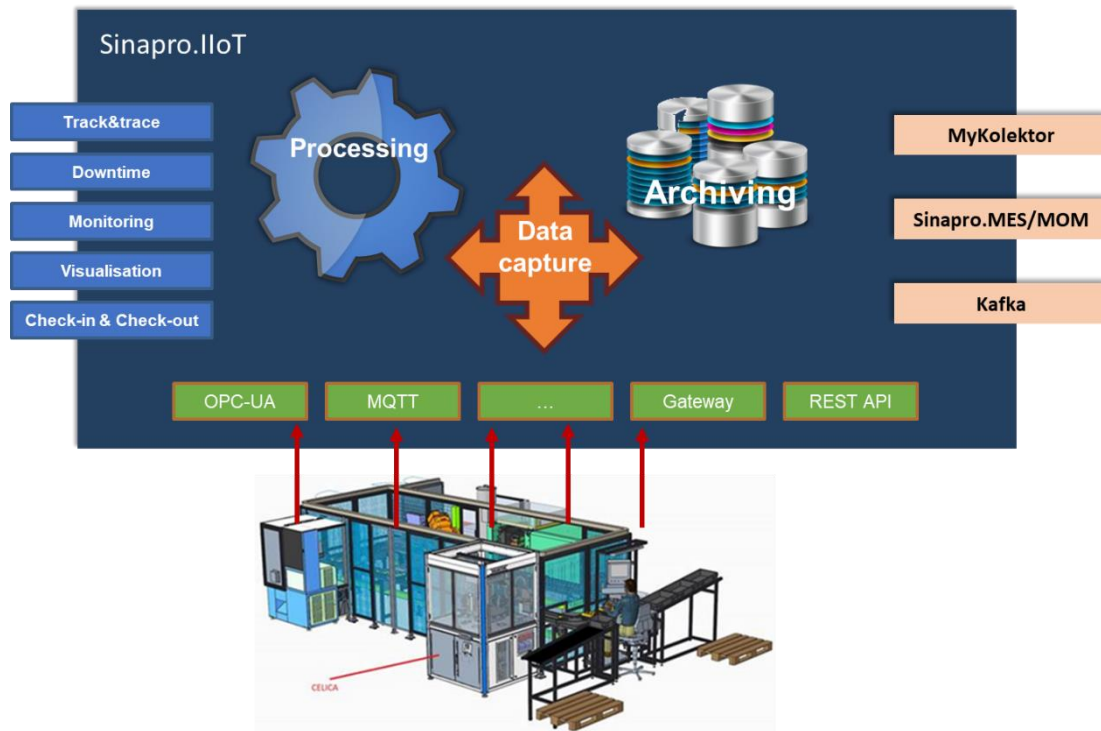 Sinapro.IIoT
Track&trace
Downtime
Monitoring
Visualisation
Check-in & Check-out
Processing
Data
capture
Archiving
MyKolektor
Sinapro.MES/MOM
Kafka
OPC-UA
MQTT
...
Gateway
REST API
CELICA